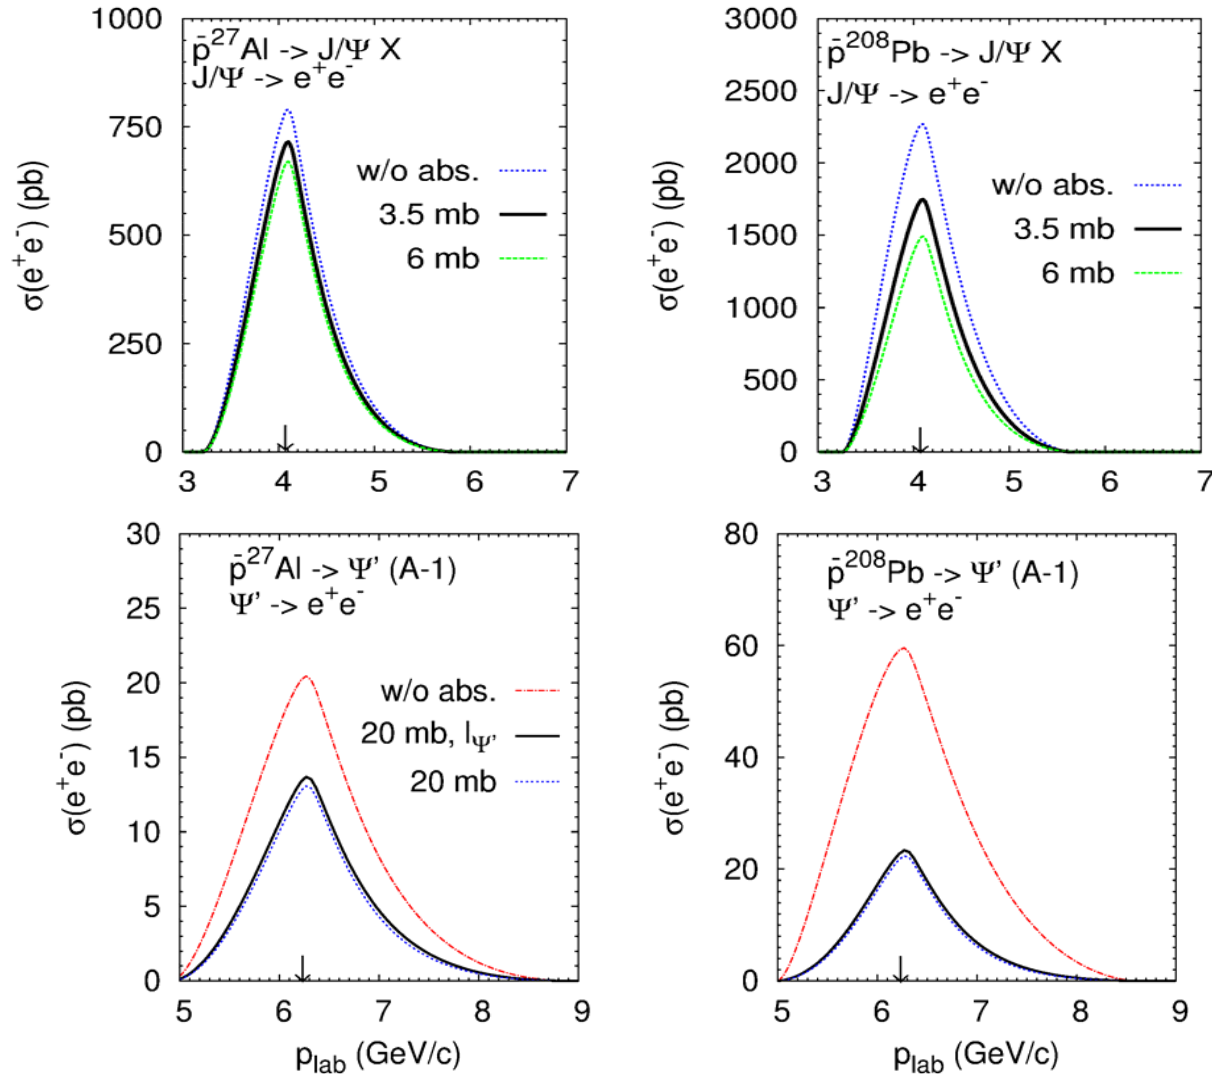 p̄²⁷Al -> J/Ψ X
J/Ψ -> e⁺e⁻
w/o abs.
3.5 mb
6 mb
σ(e⁺e⁻) (pb)
1000
750
500
250
0
3 4 5 6 7
p̄²⁰⁸Pb -> J/Ψ X
J/Ψ -> e⁺e⁻
w/o abs.
3.5 mb
6 mb
σ(e⁺e⁻) (pb)
3000
2500
2000
1500
1000
500
0
3 4 5 6 7
p̄²⁷Al -> Ψ' (A-1)
Ψ' -> e⁺e⁻
w/o abs.
20 mb, l_Ψ'
20 mb
σ(e⁺e⁻) (pb)
30
25
20
15
10
5
0
5 6 7 8 9
p_lab (GeV/c)
p̄²⁰⁸Pb -> Ψ' (A-1)
Ψ' -> e⁺e⁻
σ(e⁺e⁻) (pb)
80
60
40
20
0
5 6 7 8 9
p_lab (GeV/c)